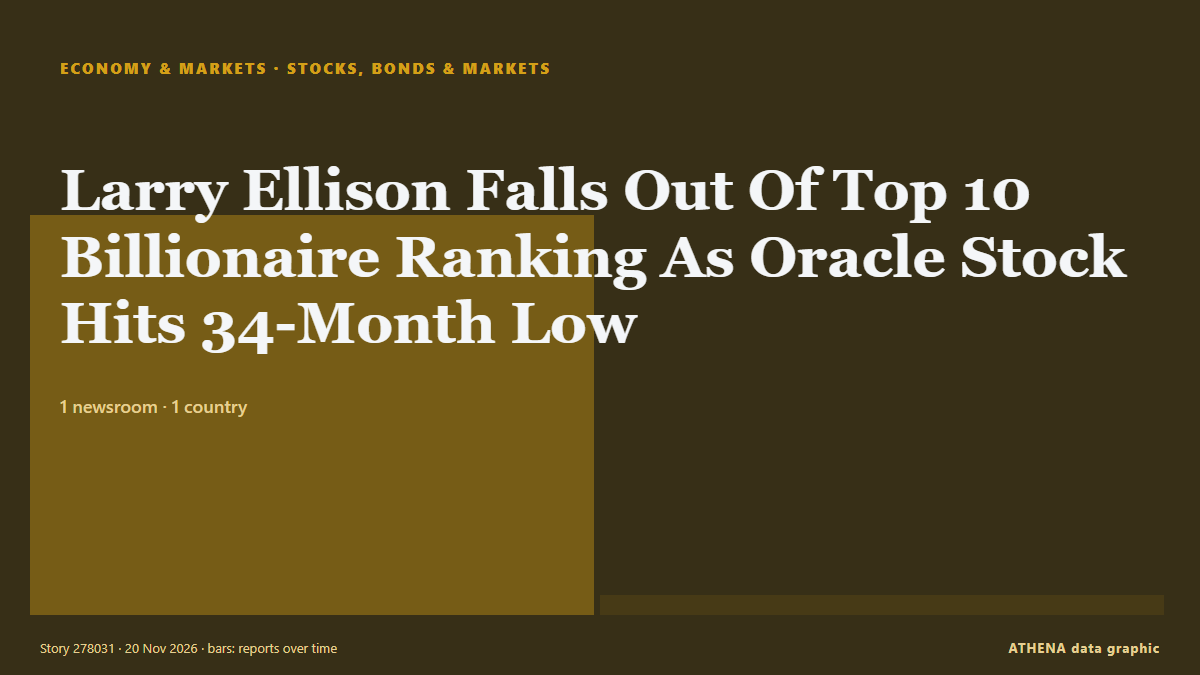 ECONOMY & MARKETS · STOCKS, BONDS & MARKETS
Larry Ellison Falls Out Of Top 10
Billionaire Ranking As Oracle Stock
Hits 34-Month Low
1 newsroom · 1 country
Story 278031 · 20 Nov 2026 · bars: reports over time
ATHENA data graphic